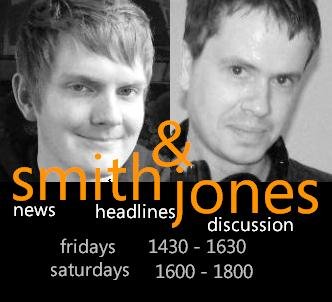 smith & jones
news headlines discussion
fridays 1430 - 1630
saturdays 1600 - 1800